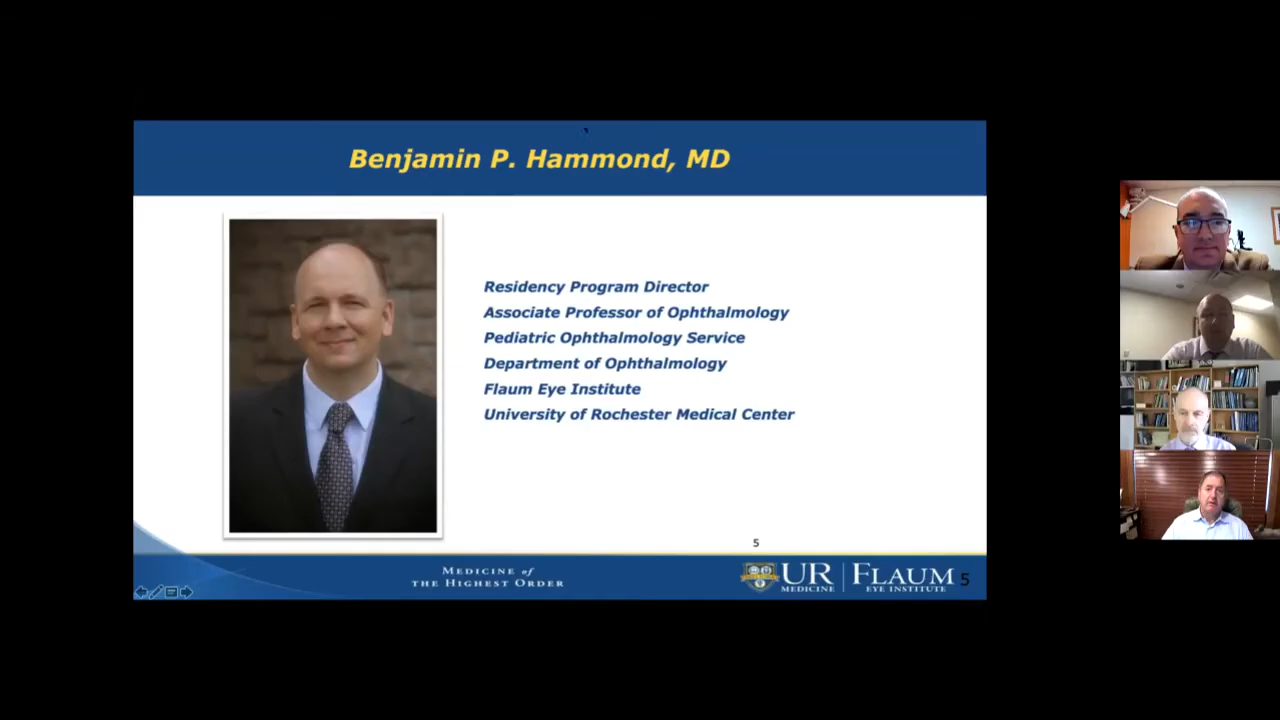 Benjamin P. Hammond, MD
Residency Program Director
Associate Professor of Ophthalmology
Pediatric Ophthalmology Service
Department of Ophthalmology
Flaum Eye Institute
University of Rochester Medical Center
5
MEDICINE of
THE HIGHEST ORDER
UR
MEDICINE
FLAUM
EYE INSTITUTE
5